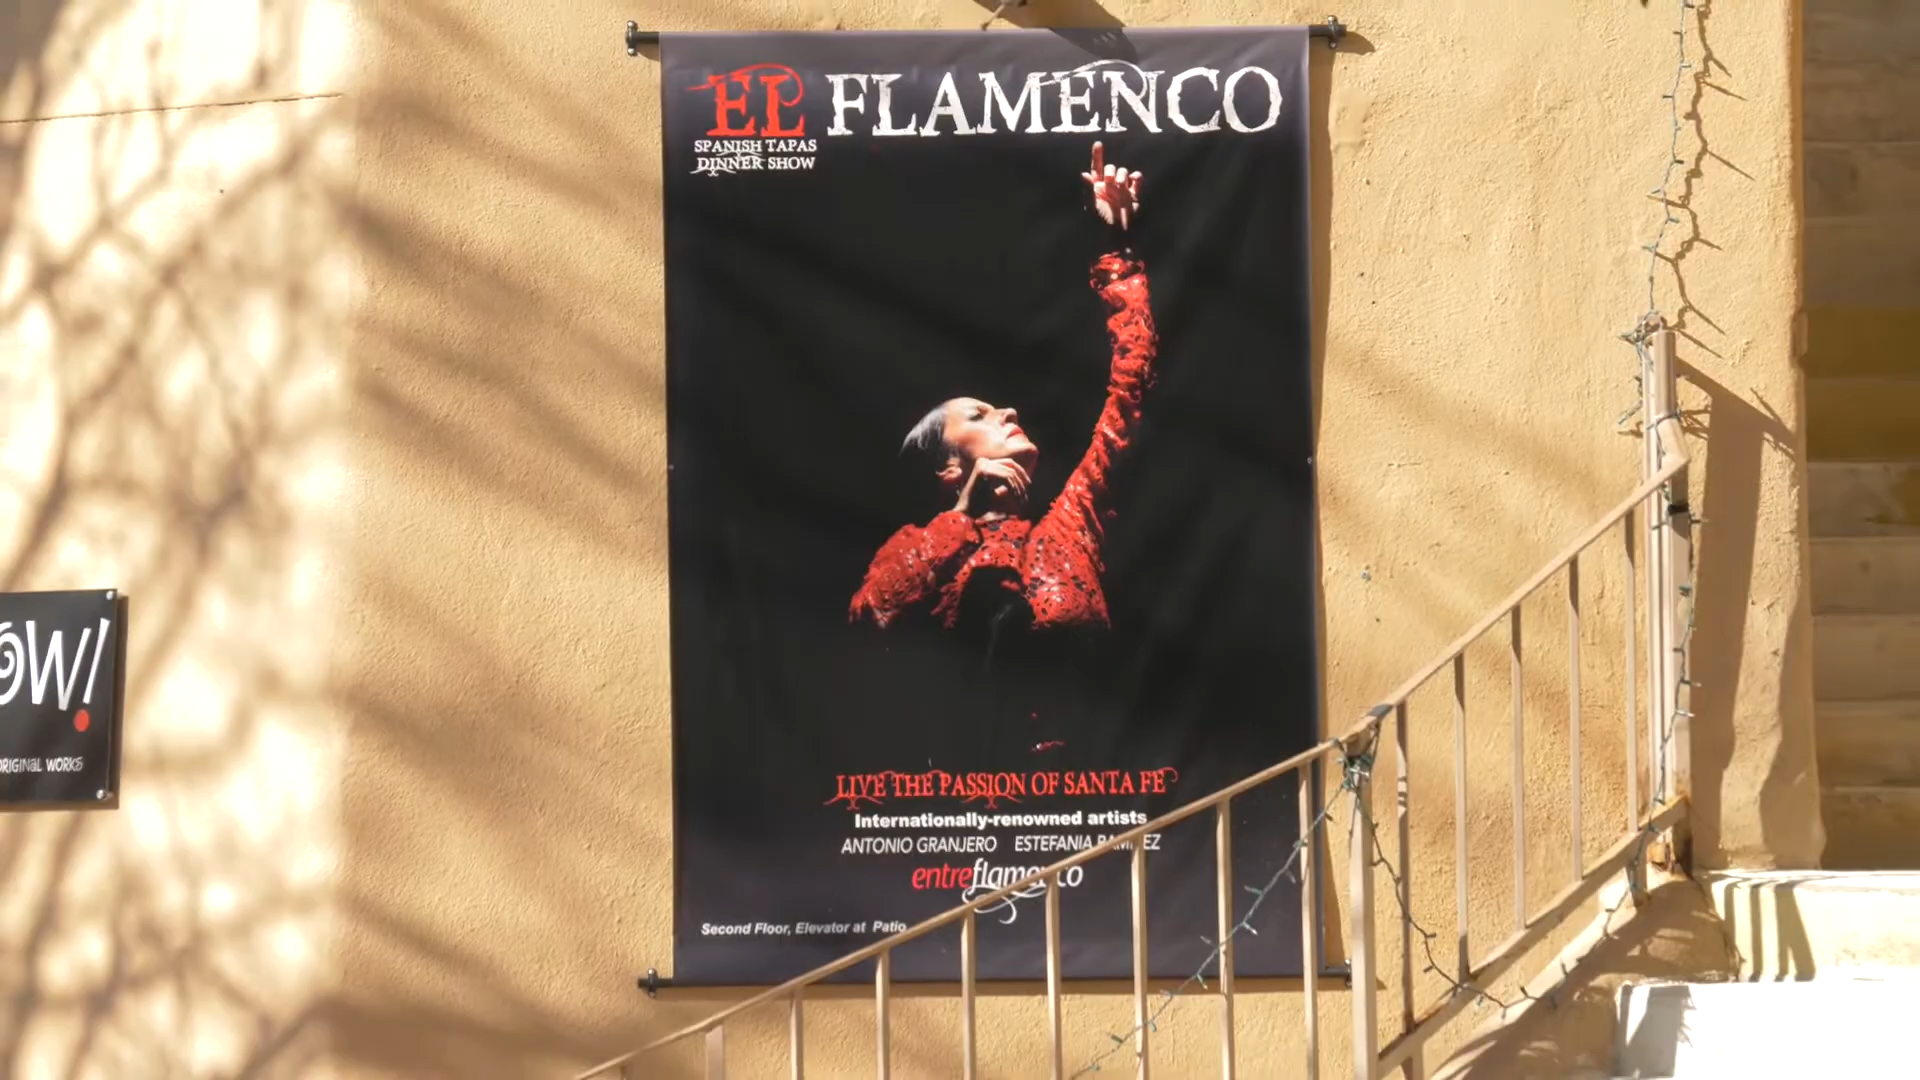 EL FLAMENCO
SPANISH TAPAS
DINNER SHOW
LIVE THE PASSION OF SANTA FE
Internationally-renowned artists
ANTONIO GRANJERO ESTEFANIA
entreflamenco
Second Floor, Elevator at Patio
OW!
ORIGINAL WORKS